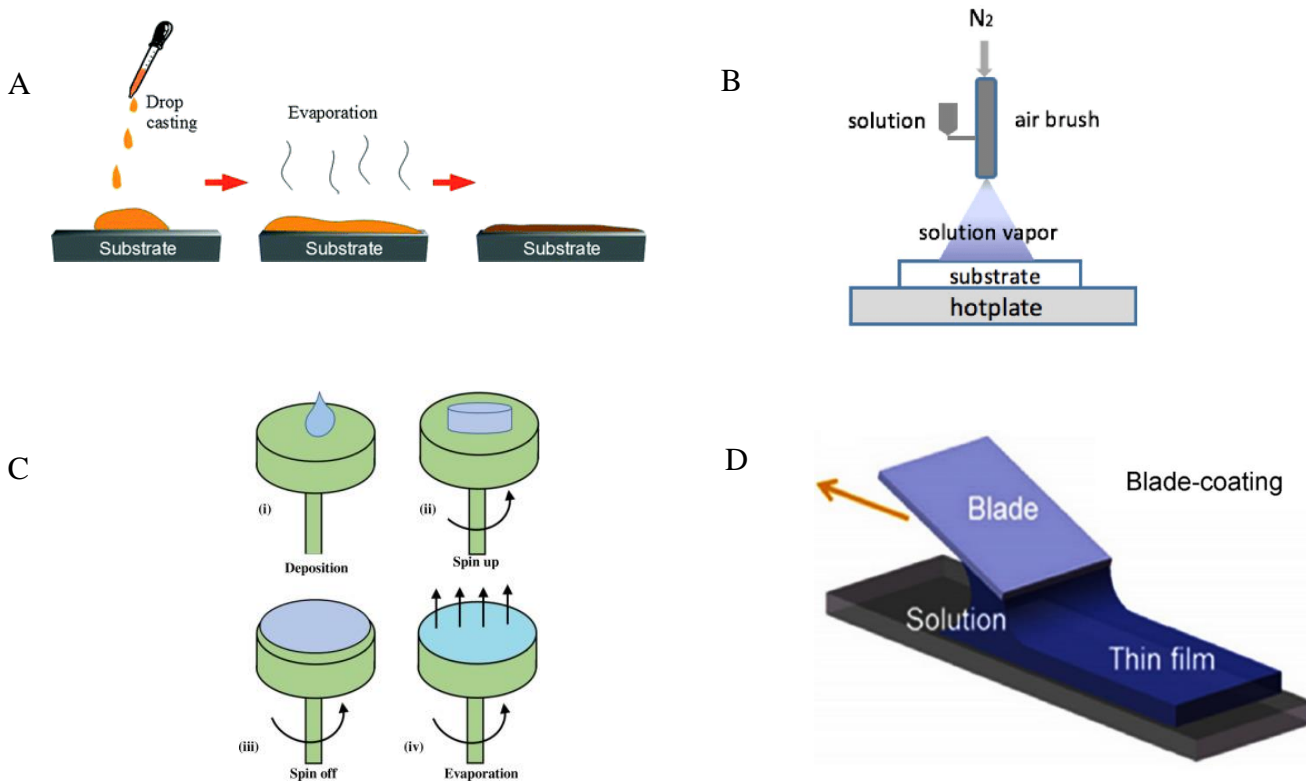 A
Drop
casting
Evaporation
Substrate
Substrate
Substrate
B
N2
solution
air brush
solution vapor
substrate
hotplate
C
(i)
Deposition
(ii)
Spin up
(iii)
Spin off
(iv)
Evaporation
D
Blade-coating
Blade
Solution
Thin film